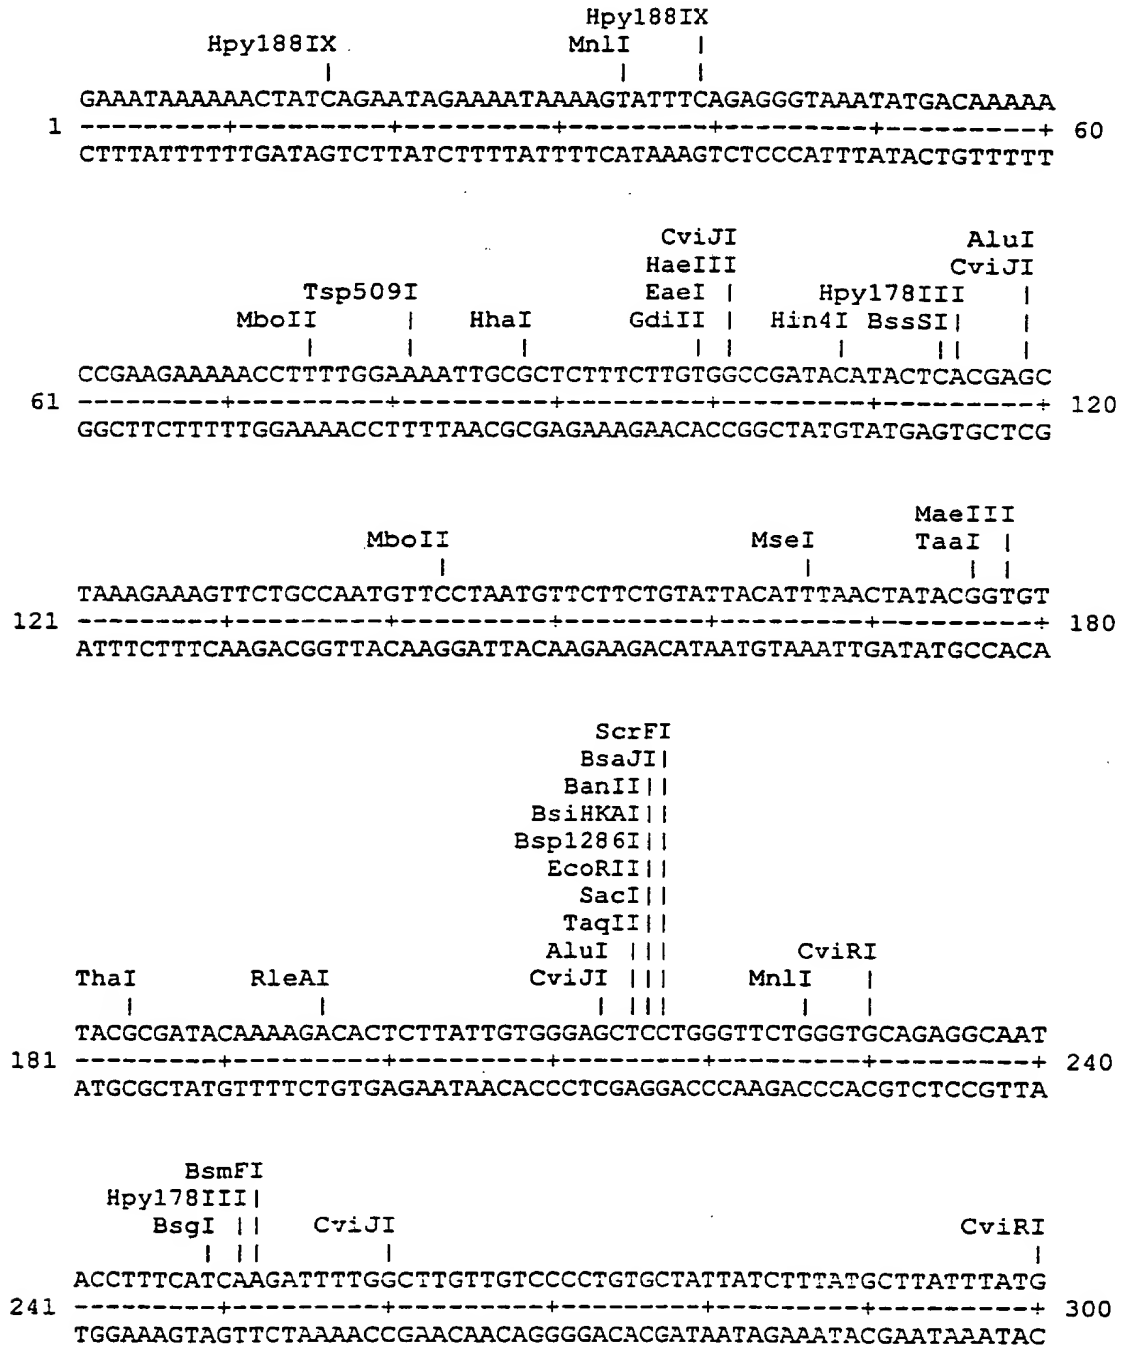 Hpy188IX
Hpy188IX MnlI |
| | |
GAAATAAAAAACTATCAGAATAGAAAATAAAAGTATTTCAGAGGGTAAATATGACAAAAA
1 ---------+---------+---------+---------+---------+---------+ 60
CTTTATTTTTTGATAGTCTTATCTTTTATTTTCATAAAGTCTCCCATTTATACTGTTTTT
CviJI AluI
HaeIII CviJI
Tsp509I EaeI | Hpy178III |
MboII | HhaI GdiII | Hin4I BssSI| |
| | | | | | | | |
CCGAAGAAAAACCTTTTGGAAAATTGCGCTCTTTCTTGTGGCCGATACATACTCACGAGC
61 ---------+---------+---------+---------+---------+---------+ 120
GGCTTCTTTTTGGAAAACCTTTTAACGCGAGAAAGAACACCGGCTATGTATGAGTGCTCG
MaeIII
MboII MseI TaaI |
| | | |
TAAAGAAAGTTCTGCCAATGTTCCTAATGTTCTTCTGTATTACATTTAACTATACGGTGT
121 ---------+---------+---------+---------+---------+---------+ 180
ATTTCTTTCAAGACGGTTACAAGGATTACAAGAAGACATAATGTAAATTGATATGCCACA
ScrFI
BsaJI|
BanII||
BsiHKAI||
Bsp1286I||
EcoRII||
SacI||
TaqII||
AluI ||| CviRI
ThaI RleAI CviJI ||| MnlI |
| | | ||| | |
TACGCGATACAAAAGACACTCTTATTGTGGGAGCTCCTGGGTTCTGGGTGCAGAGGCAAT
181 ---------+---------+---------+---------+---------+---------+ 240
ATGCGCTATGTTTTCTGTGAGAATAACACCCTCGAGGACCCAAGACCCACGTCTCCGTTA
BsmFI
Hpy178III|
BsgI || CviJI CviRI
| || | |
ACCTTTCATCAAGATTTTGGCTTGTTGTCCCCTGTGCTATTATCTTTATGCTTATTTATG
241 ---------+---------+---------+---------+---------+---------+ 300
TGGAAAGTAGTTCTAAAACCGAACAACAGGGGACACGATAATAGAAATACGAATAAATAC